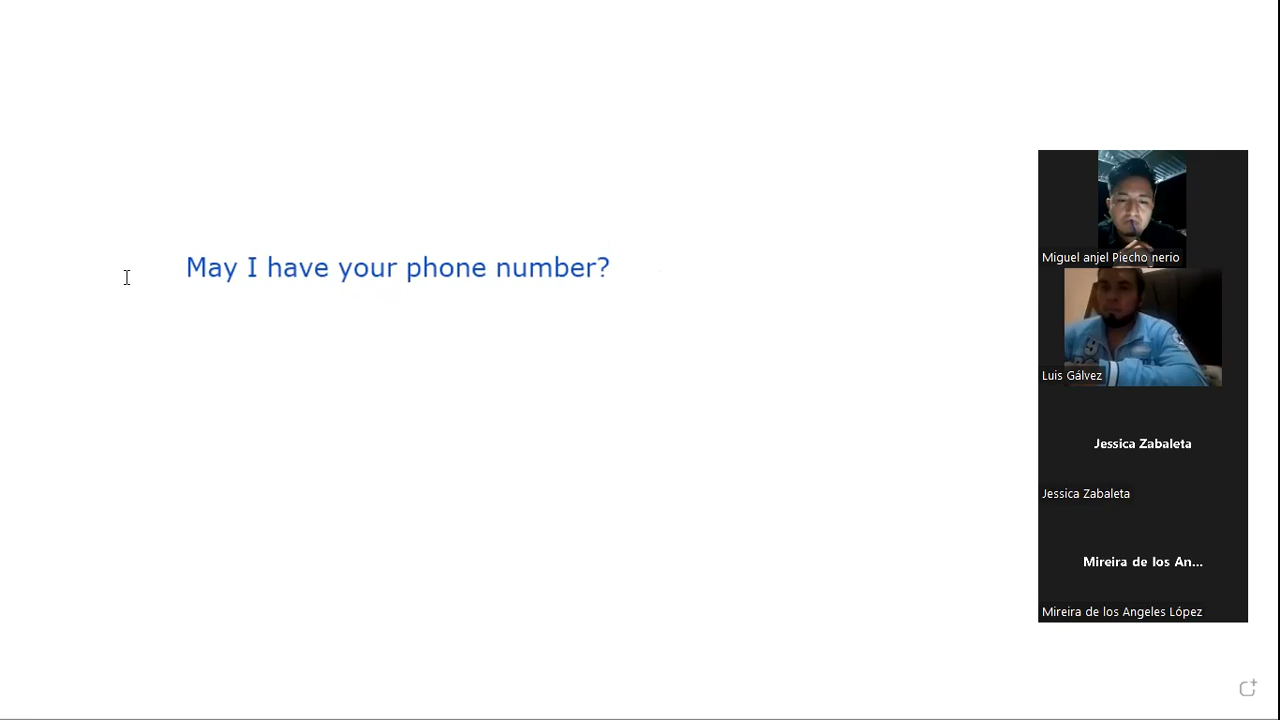 May I have your phone number?
Miguel anjel Piecho nerio
Luis Gálvez
Jessica Zabaleta
Jessica Zabaleta
Mireira de los An...
Mireira de los Angeles López